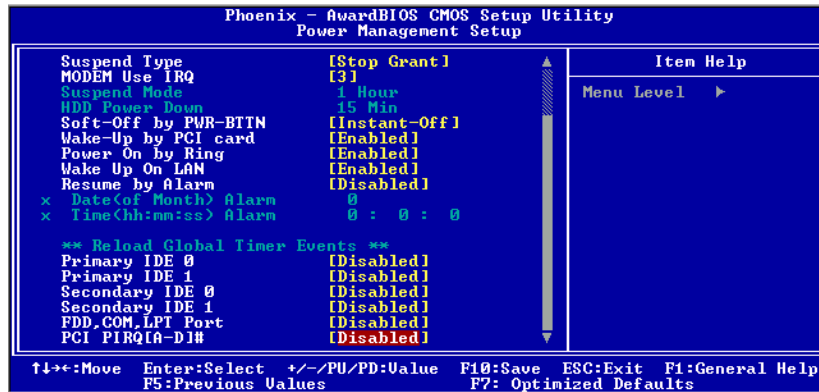 Phoenix - AwardBIOS CMOS Setup Utility
Power Management Setup
Suspend Type [Stop Grant]
MODEM Use IRQ [3]
Suspend Mode 1 Hour
HDD Power Down 15 Min
Soft-Off by PWR-BTTN [Instant-Off]
Wake-Up by PCI card [Enabled]
Power On by Ring [Enabled]
Wake Up On LAN [Enabled]
Resume by Alarm [Disabled]
x Date(of Month) Alarm 0
x Time(hh:mm:ss) Alarm 0 : 0 : 0
** Reload Global Timer Events **
Primary IDE 0 [Disabled]
Primary IDE 1 [Disabled]
Secondary IDE 0 [Disabled]
Secondary IDE 1 [Disabled]
FDD,COM,LPT Port [Disabled]
PCI PIRQ[A-D]# [Disabled]
Item Help
Menu Level ►
↑↓→←:Move Enter:Select +/-/PU/PD:Value F10:Save ESC:Exit F1:General Help
F5:Previous Values F7: Optimized Defaults